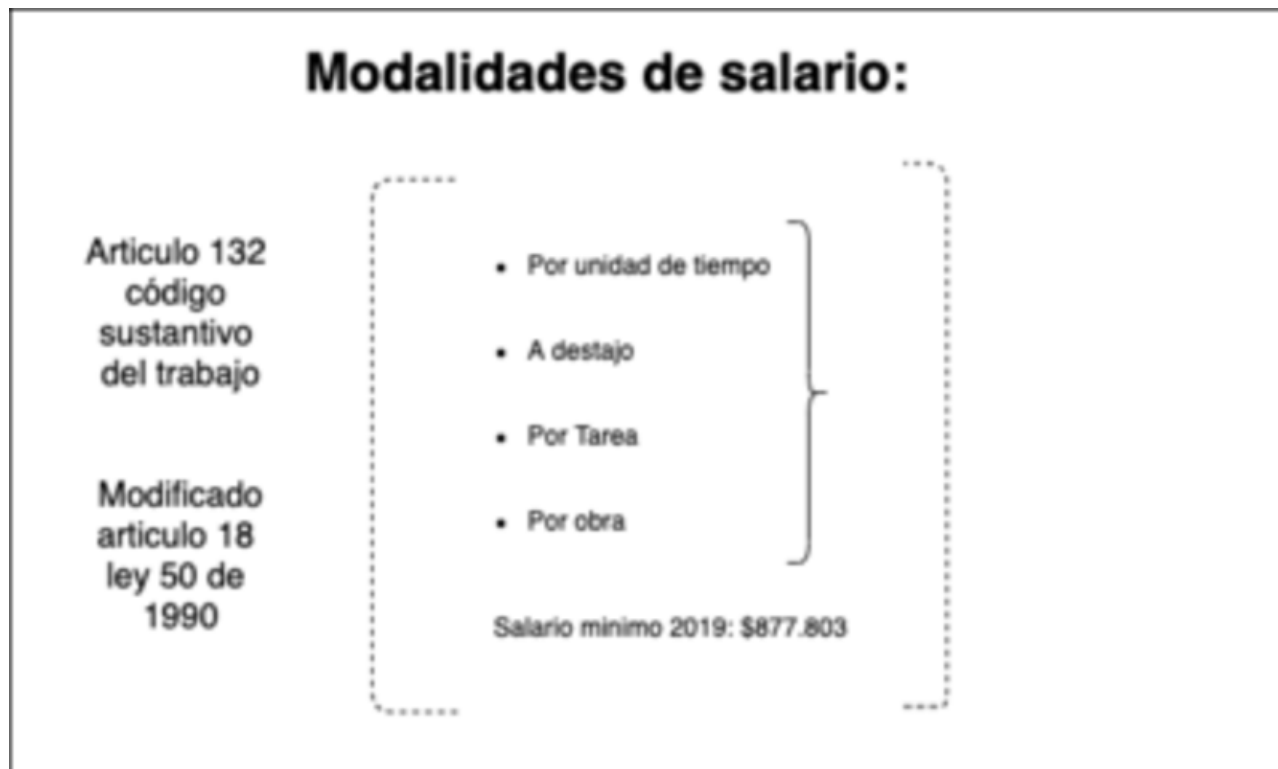 Modalidades de salario:
Articulo 132
código
sustantivo
del trabajo
Modificado
articulo 18
ley 50 de
1990
• Por unidad de tiempo
• A destajo
• Por Tarea
• Por obra
Salario minimo 2019: $877.803